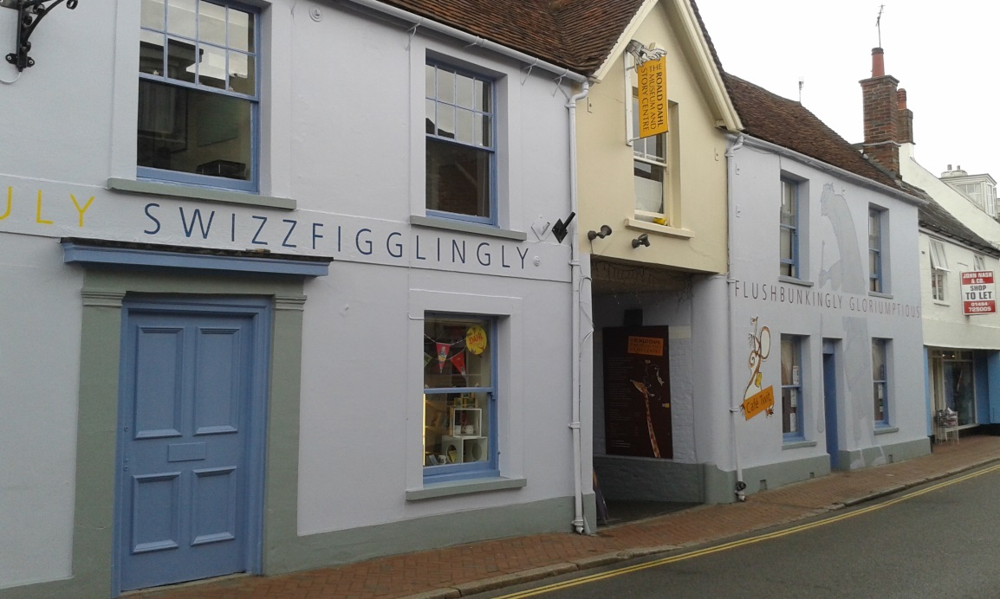 ULY SWIZZFIGGLINGLY
THE ROALD DAHL
MUSEUM AND
STORY CENTRE
FLUSHBUNKINGLY GLORIUMPTIOUS
Café Twit
JOHN NASH
& CO.
SHOP
TO LET
01494
725005